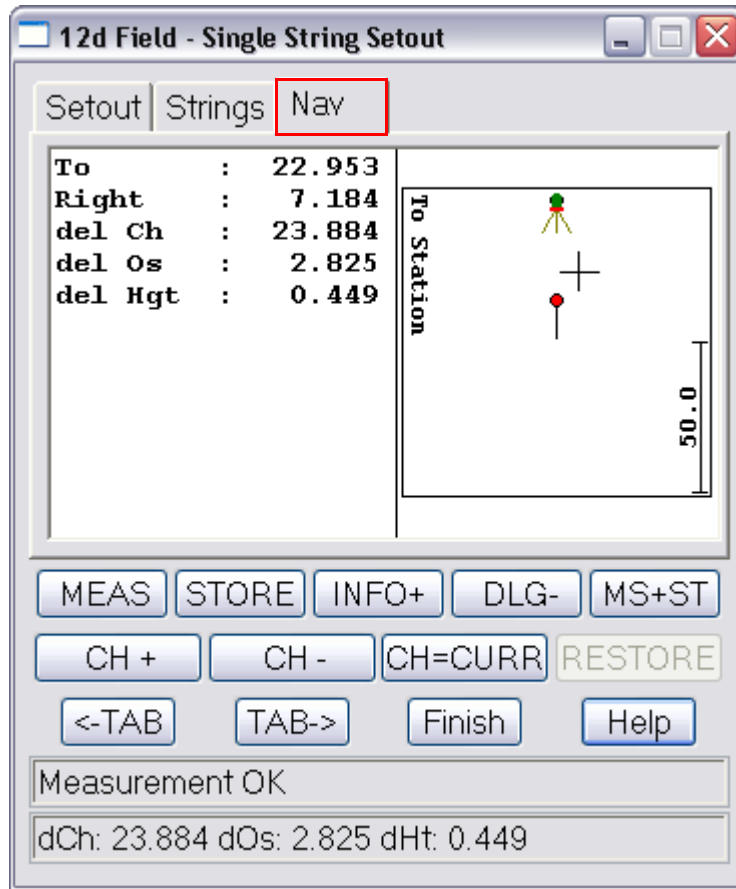 12d Field - Single String Setout
Setout Strings Nav
To : 22.953
Right : 7.184
del Ch : 23.884
del Os : 2.825
del Hgt : 0.449
To Station
50.0
MEAS STORE INFO+ DLG- MS+ST
CH + CH - CH=CURR RESTORE
<-TAB TAB-> Finish Help
Measurement OK
dCh: 23.884 dOs: 2.825 dHt: 0.449